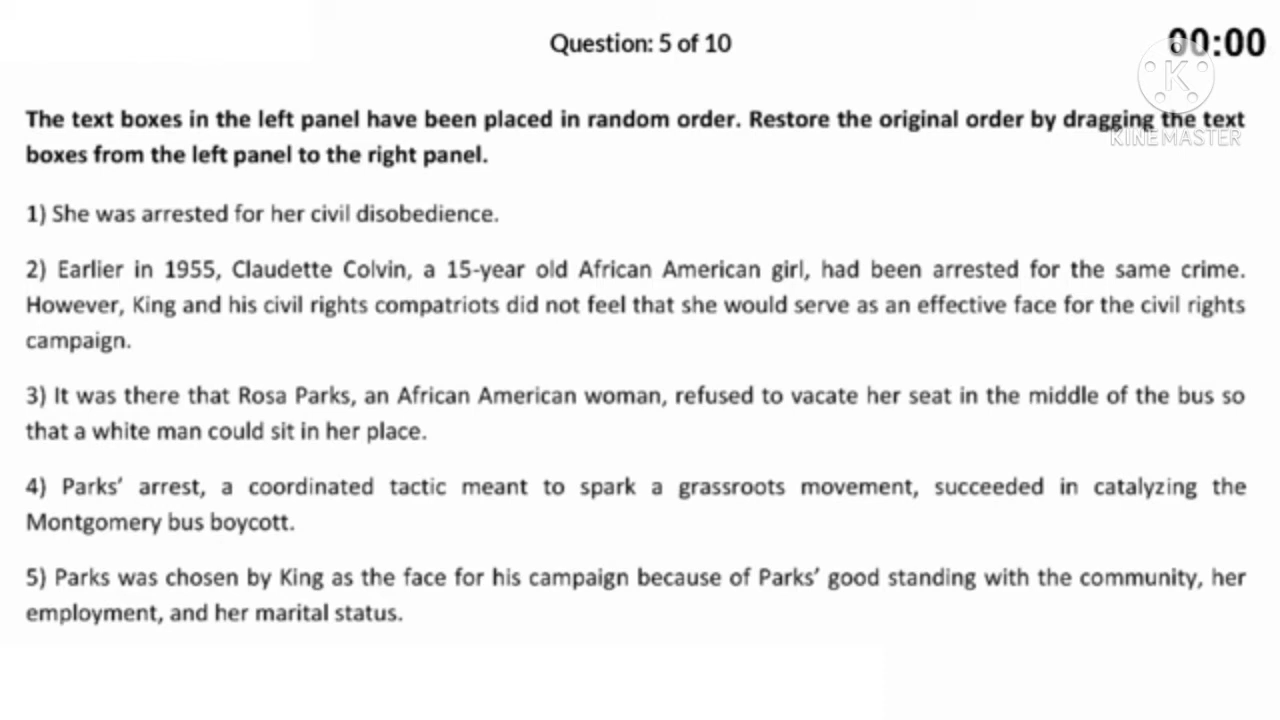 Question: 5 of 10
00:00
K
The text boxes in the left panel have been placed in random order. Restore the original order by dragging the text
KINEMASTER
boxes from the left panel to the right panel.
1) She was arrested for her civil disobedience.
2) Earlier in 1955, Claudette Colvin, a 15-year old African American girl, had been arrested for the same crime.
However, King and his civil rights compatriots did not feel that she would serve as an effective face for the civil rights
campaign.
3) It was there that Rosa Parks, an African American woman, refused to vacate her seat in the middle of the bus so
that a white man could sit in her place.
4) Parks’ arrest, a coordinated tactic meant to spark a grassroots movement, succeeded in catalyzing the
Montgomery bus boycott.
5) Parks was chosen by King as the face for his campaign because of Parks’ good standing with the community, her
employment, and her marital status.